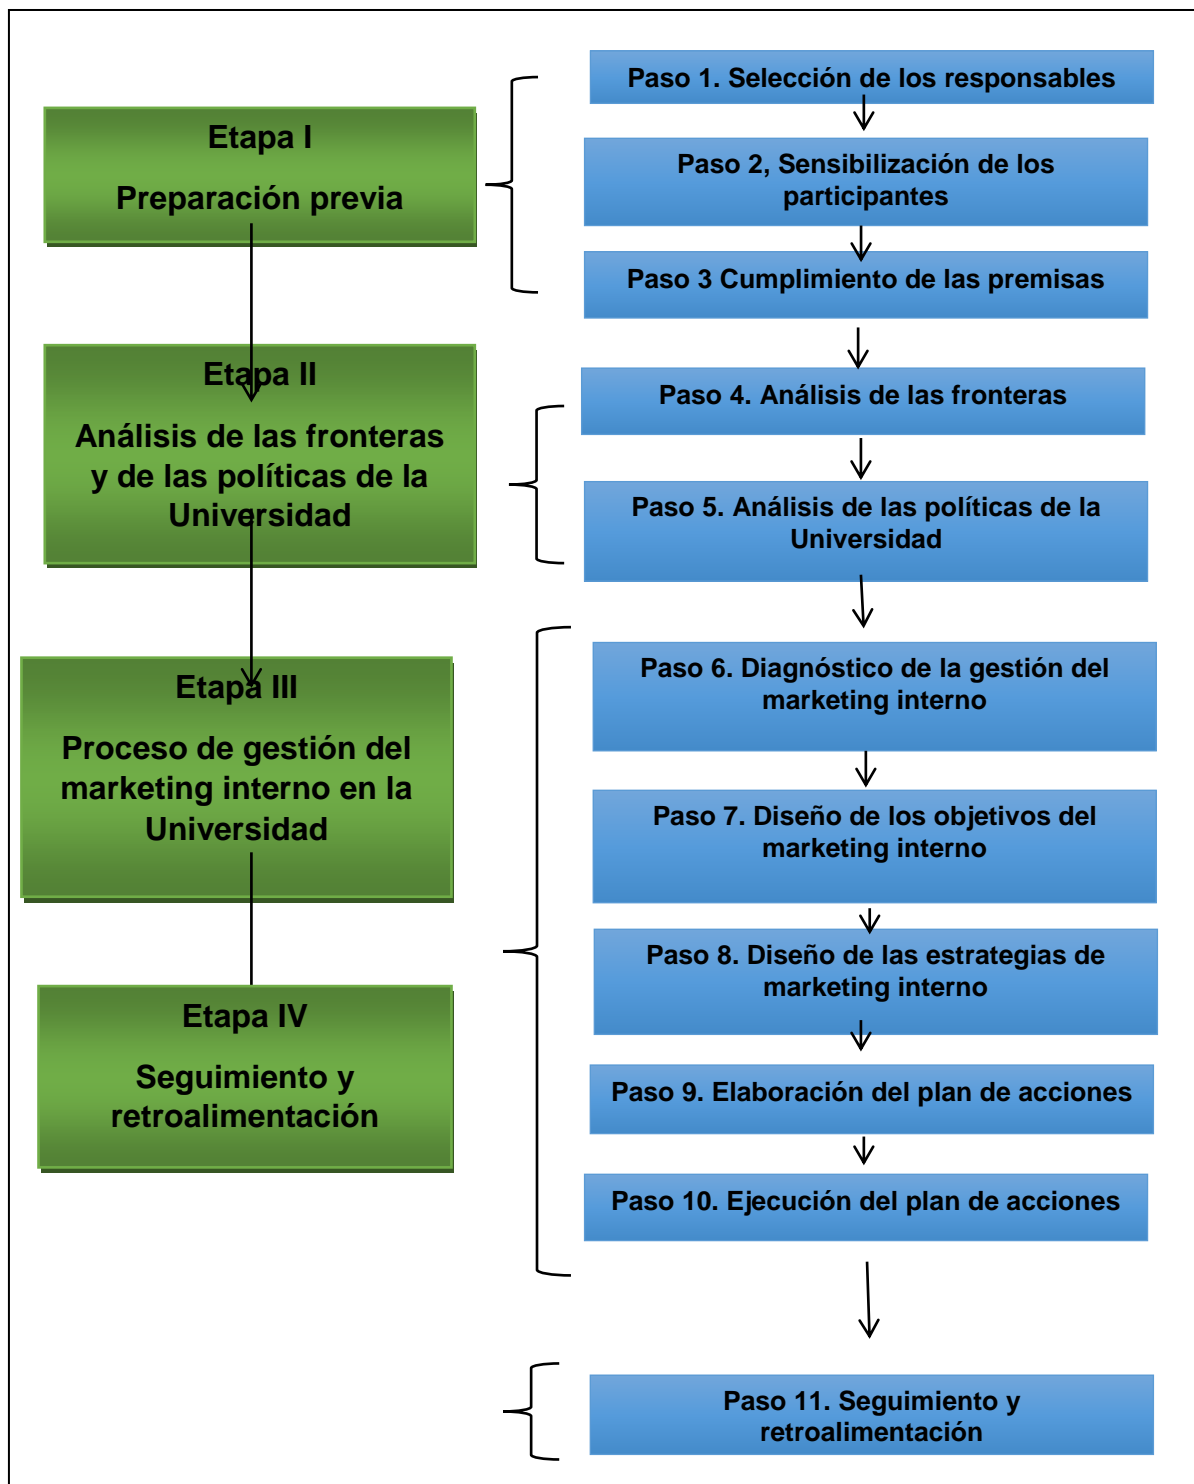 Etapa I
Preparación previa
Paso 1. Selección de los responsables
Paso 2, Sensibilización de los
participantes
Paso 3 Cumplimiento de las premisas
Etapa II
Análisis de las fronteras
y de las políticas de la
Universidad
Paso 4. Análisis de las fronteras
Paso 5. Análisis de las políticas de la
Universidad
Etapa III
Proceso de gestión del
marketing interno en la
Universidad
Paso 6. Diagnóstico de la gestión del
marketing interno
Paso 7. Diseño de los objetivos del
marketing interno
Paso 8. Diseño de las estrategias de
marketing interno
Paso 9. Elaboración del plan de acciones
Paso 10. Ejecución del plan de acciones
Etapa IV
Seguimiento y
retroalimentación
Paso 11. Seguimiento y
retroalimentación